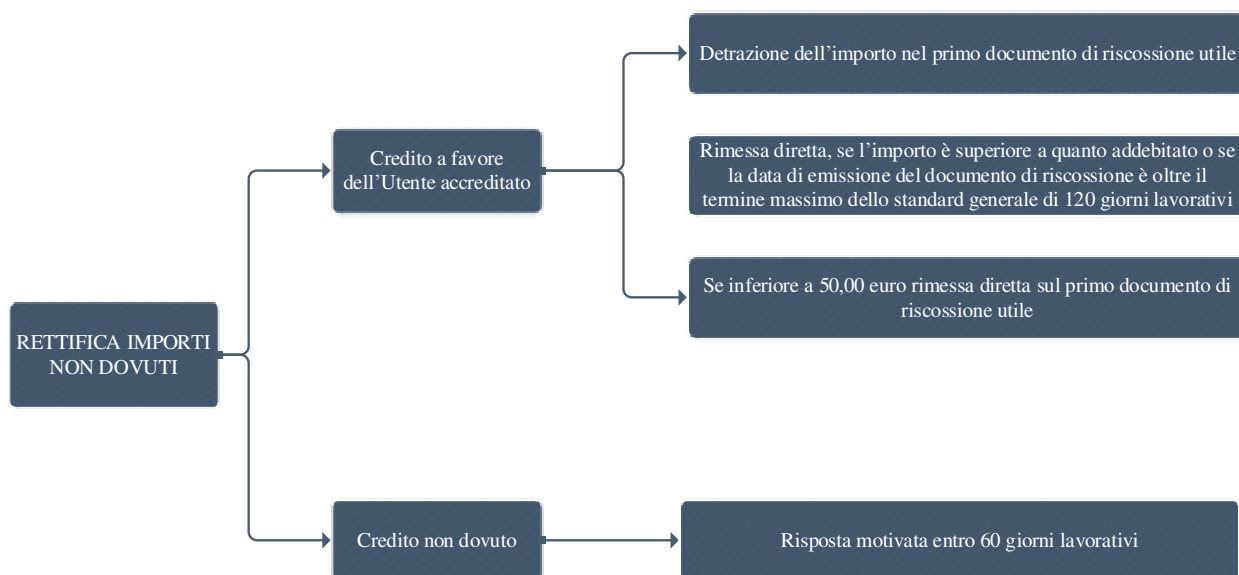 RETTIFICA IMPORTI
NON DOVUTI
Credito a favore
dell’Utente accreditato
Detrazione dell’importo nel primo documento di riscossione utile
Rimessa diretta, se l’importo è superiore a quanto addebitato o se
la data di emissione del documento di riscossione è oltre il
termine massimo dello standard generale di 120 giorni lavorativi
Se inferiore a 50,00 euro rimessa diretta sul primo documento di
riscossione utile
Credito non dovuto
Risposta motivata entro 60 giorni lavorativi